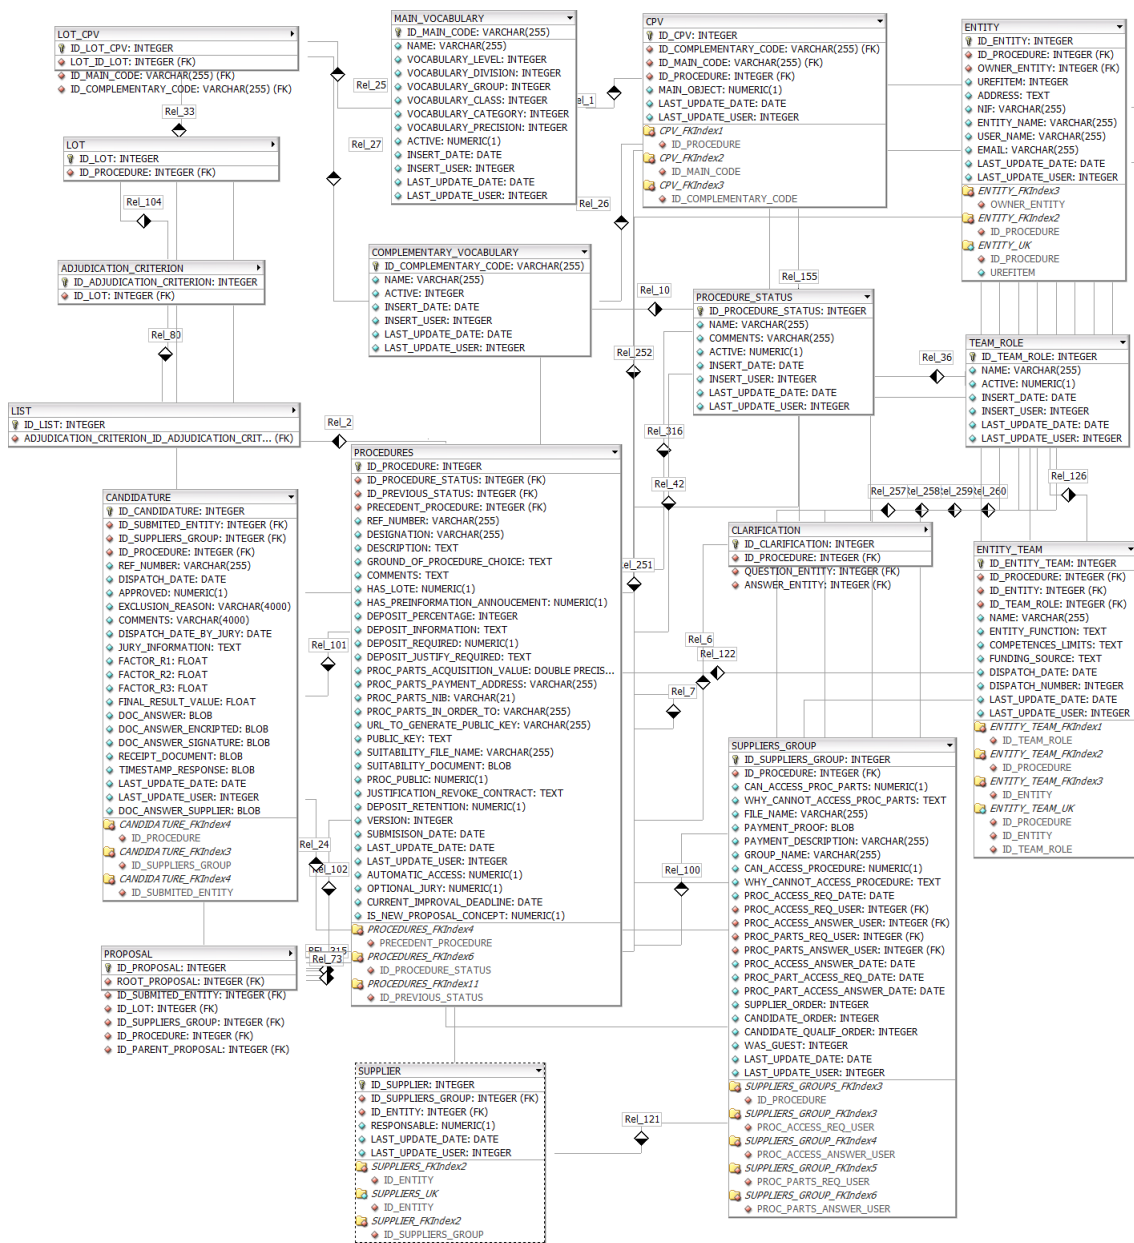 LOT_CPV
ID_LOT_CPV: INTEGER
LOT_ID_LOT: INTEGER (FK)
ID_MAIN_CODE: VARCHAR(255) (FK)
ID_COMPLEMENTARY_CODE: VARCHAR(255) (FK)
Rel_33
LOT
ID_LOT: INTEGER
ID_PROCEDURE: INTEGER (FK)
Rel_104
ADJUDICATION_CRITERION
ID_ADJUDICATION_CRITERION: INTEGER
ID_LOT: INTEGER (FK)
Rel_80
LIST
ID_LIST: INTEGER
ADJUDICATION_CRITERION_ID_ADJUDICATION_CRIT... (FK)
Rel_2
MAIN_VOCABULARY
ID_MAIN_CODE: VARCHAR(255)
NAME: VARCHAR(255)
VOCABULARY_LEVEL: INTEGER
VOCABULARY_DIVISION: INTEGER
VOCABULARY_GROUP: INTEGER
VOCABULARY_CLASS: INTEGER
VOCABULARY_CATEGORY: INTEGER
VOCABULARY_PRECISION: INTEGER
ACTIVE: NUMERIC(1)
INSERT_DATE: DATE
INSERT_USER: INTEGER
LAST_UPDATE_DATE: DATE
LAST_UPDATE_USER: INTEGER
Rel_25
Rel_27
Rel_26
el_1
CPV
ID_CPV: INTEGER
ID_COMPLEMENTARY_CODE: VARCHAR(255) (FK)
ID_MAIN_CODE: VARCHAR(255) (FK)
ID_PROCEDURE: INTEGER (FK)
MAIN_OBJECT: NUMERIC(1)
LAST_UPDATE_DATE: DATE
LAST_UPDATE_USER: INTEGER
CPV_FKIndex1
ID_PROCEDURE
CPV_FKIndex2
ID_MAIN_CODE
CPV_FKIndex3
ID_COMPLEMENTARY_CODE
ENTITY
ID_ENTITY: INTEGER
ID_PROCEDURE: INTEGER (FK)
OWNER_ENTITY: INTEGER (FK)
UREFITEM: INTEGER
ADDRESS: TEXT
NIF: VARCHAR(255)
ENTITY_NAME: VARCHAR(255)
USER_NAME: VARCHAR(255)
EMAIL: VARCHAR(255)
LAST_UPDATE_DATE: DATE
LAST_UPDATE_USER: INTEGER
ENTITY_FKIndex3
OWNER_ENTITY
ENTITY_FKIndex2
ID_PROCEDURE
ENTITY_UK
ID_PROCEDURE
UREFITEM
COMPLEMENTARY_VOCABULARY
ID_COMPLEMENTARY_CODE: VARCHAR(255)
NAME: VARCHAR(255)
ACTIVE: INTEGER
INSERT_DATE: DATE
INSERT_USER: INTEGER
LAST_UPDATE_DATE: DATE
LAST_UPDATE_USER: INTEGER
Rel_10
Rel_155
Rel_252
PROCEDURE_STATUS
ID_PROCEDURE_STATUS: INTEGER
NAME: VARCHAR(255)
COMMENTS: VARCHAR(255)
ACTIVE: NUMERIC(1)
INSERT_DATE: DATE
INSERT_USER: INTEGER
LAST_UPDATE_DATE: DATE
LAST_UPDATE_USER: INTEGER
Rel_36
TEAM_ROLE
ID_TEAM_ROLE: INTEGER
NAME: VARCHAR(255)
ACTIVE: NUMERIC(1)
INSERT_DATE: DATE
INSERT_USER: INTEGER
LAST_UPDATE_DATE: DATE
LAST_UPDATE_USER: INTEGER
Rel_316
Rel_42
Rel_126
Rel_257
el_258
el_259
el_260
CANDIDATURE
ID_CANDIDATURE: INTEGER
ID_SUBMITED_ENTITY: INTEGER (FK)
ID_SUPPLIERS_GROUP: INTEGER (FK)
ID_PROCEDURE: INTEGER (FK)
REF_NUMBER: VARCHAR(255)
DISPATCH_DATE: DATE
APPROVED: NUMERIC(1)
EXCLUSION_REASON: VARCHAR(4000)
COMMENTS: VARCHAR(4000)
DISPATCH_DATE_BY_JURY: DATE
JURY_INFORMATION: TEXT
FACTOR_R1: FLOAT
FACTOR_R2: FLOAT
FACTOR_R3: FLOAT
FINAL_RESULT_VALUE: FLOAT
DOC_ANSWER: BLOB
DOC_ANSWER_ENCRIPTED: BLOB
DOC_ANSWER_SIGNATURE: BLOB
RECEIPT_DOCUMENT: BLOB
TIMESTAMP_RESPONSE: BLOB
LAST_UPDATE_DATE: DATE
LAST_UPDATE_USER: INTEGER
DOC_ANSWER_SUPPLIER: BLOB
CANDIDATURE_FKIndex4
ID_PROCEDURE
CANDIDATURE_FKIndex3
ID_SUPPLIERS_GROUP
CANDIDATURE_FKIndex4
ID_SUBMITED_ENTITY
Rel_101
Rel_24
el_102
el_215
Rel_73
PROCEDURES
ID_PROCEDURE: INTEGER
ID_PROCEDURE_STATUS: INTEGER (FK)
ID_PREVIOUS_STATUS: INTEGER (FK)
PRECEDENT_PROCEDURE: INTEGER (FK)
REF_NUMBER: VARCHAR(255)
DESIGNATION: VARCHAR(255)
DESCRIPTION: TEXT
GROUND_OF_PROCEDURE_CHOICE: TEXT
COMMENTS: TEXT
HAS_LOTE: NUMERIC(1)
HAS_PREINFORMATION_ANNOUCEMENT: NUMERIC(1)
DEPOSIT_PERCENTAGE: INTEGER
DEPOSIT_INFORMATION: TEXT
DEPOSIT_REQUIRED: NUMERIC(1)
DEPOSIT_JUSTIFY_REQUIRED: TEXT
PROC_PARTS_ACQUISITION_VALUE: DOUBLE PRECIS...
PROC_PARTS_PAYMENT_ADDRESS: VARCHAR(255)
PROC_PARTS_NIB: VARCHAR(21)
PROC_PARTS_IN_ORDER_TO: VARCHAR(255)
URL_TO_GENERATE_PUBLIC_KEY: VARCHAR(255)
PUBLIC_KEY: TEXT
SUITABILITY_FILE_NAME: VARCHAR(255)
SUITABILITY_DOCUMENT: BLOB
PROC_PUBLIC: NUMERIC(1)
JUSTIFICATION_REVOKE_CONTRACT: TEXT
DEPOSIT_RETENTION: NUMERIC(1)
VERSION: INTEGER
SUBMISISON_DATE: DATE
LAST_UPDATE_DATE: DATE
LAST_UPDATE_USER: INTEGER
AUTOMATIC_ACCESS: NUMERIC(1)
OPTIONAL_JURY: NUMERIC(1)
CURRENT_IMPROVAL_DEADLINE: DATE
IS_NEW_PROPOSAL_CONCEPT: NUMERIC(1)
PROCEDURES_FKIndex4
PRECEDENT_PROCEDURE
PROCEDURES_FKIndex6
ID_PROCEDURE_STATUS
PROCEDURES_FKIndex11
ID_PREVIOUS_STATUS
el_251
Rel_6
Rel_122
Rel_7
Rel_100
CLARIFICATION
ID_CLARIFICATION: INTEGER
ID_PROCEDURE: INTEGER (FK)
QUESTION_ENTITY: INTEGER (FK)
ANSWER_ENTITY: INTEGER (FK)
ENTITY_TEAM
ID_ENTITY_TEAM: INTEGER
ID_PROCEDURE: INTEGER (FK)
ID_ENTITY: INTEGER (FK)
ID_TEAM_ROLE: INTEGER (FK)
NAME: VARCHAR(255)
ENTITY_FUNCTION: TEXT
COMPETENCES_LIMITS: TEXT
FUNDING_SOURCE: TEXT
DISPATCH_DATE: DATE
DISPATCH_NUMBER: INTEGER
LAST_UPDATE_DATE: DATE
LAST_UPDATE_USER: INTEGER
ENTITY_TEAM_FKIndex1
ID_TEAM_ROLE
ENTITY_TEAM_FKIndex2
ID_PROCEDURE
ENTITY_TEAM_FKIndex3
ID_ENTITY
ENTITY_TEAM_UK
ID_PROCEDURE
ID_ENTITY
ID_TEAM_ROLE
SUPPLIERS_GROUP
ID_SUPPLIERS_GROUP: INTEGER
ID_PROCEDURE: INTEGER (FK)
CAN_ACCESS_PROC_PARTS: NUMERIC(1)
WHY_CANNOT_ACCESS_PROC_PARTS: TEXT
FILE_NAME: VARCHAR(255)
PAYMENT_PROOF: BLOB
PAYMENT_DESCRIPTION: VARCHAR(255)
GROUP_NAME: VARCHAR(255)
CAN_ACCESS_PROCEDURE: NUMERIC(1)
WHY_CANNOT_ACCESS_PROCEDURE: TEXT
PROC_ACCESS_REQ_DATE: DATE
PROC_ACCESS_REQ_USER: INTEGER (FK)
PROC_ACCESS_ANSWER_USER: INTEGER (FK)
PROC_PARTS_REQ_USER: INTEGER (FK)
PROC_PARTS_ANSWER_USER: INTEGER (FK)
PROC_ACCESS_ANSWER_DATE: DATE
PROC_PART_ACCESS_REQ_DATE: DATE
PROC_PART_ACCESS_ANSWER_DATE: DATE
SUPPLIER_ORDER: INTEGER
CANDIDATE_ORDER: INTEGER
CANDIDATE_QUALIF_ORDER: INTEGER
WAS_GUEST: INTEGER
LAST_UPDATE_DATE: DATE
LAST_UPDATE_USER: INTEGER
SUPPLIERS_GROUPS_FKIndex3
ID_PROCEDURE
SUPPLIERS_GROUP_FKIndex3
PROC_ACCESS_REQ_USER
SUPPLIERS_GROUP_FKIndex4
PROC_ACCESS_ANSWER_USER
SUPPLIERS_GROUP_FKIndex5
PROC_PARTS_REQ_USER
SUPPLIERS_GROUP_FKIndex6
PROC_PARTS_ANSWER_USER
PROPOSAL
ID_PROPOSAL: INTEGER
ROOT_PROPOSAL: INTEGER (FK)
ID_SUBMITED_ENTITY: INTEGER (FK)
ID_LOT: INTEGER (FK)
ID_SUPPLIERS_GROUP: INTEGER (FK)
ID_PROCEDURE: INTEGER (FK)
ID_PARENT_PROPOSAL: INTEGER (FK)
SUPPLIER
ID_SUPPLIER: INTEGER
ID_SUPPLIERS_GROUP: INTEGER (FK)
ID_ENTITY: INTEGER (FK)
RESPONSABLE: NUMERIC(1)
LAST_UPDATE_DATE: DATE
LAST_UPDATE_USER: INTEGER
SUPPLIERS_FKIndex2
ID_ENTITY
SUPPLIERS_UK
ID_ENTITY
SUPPLIER_FKIndex2
ID_SUPPLIERS_GROUP
Rel_121